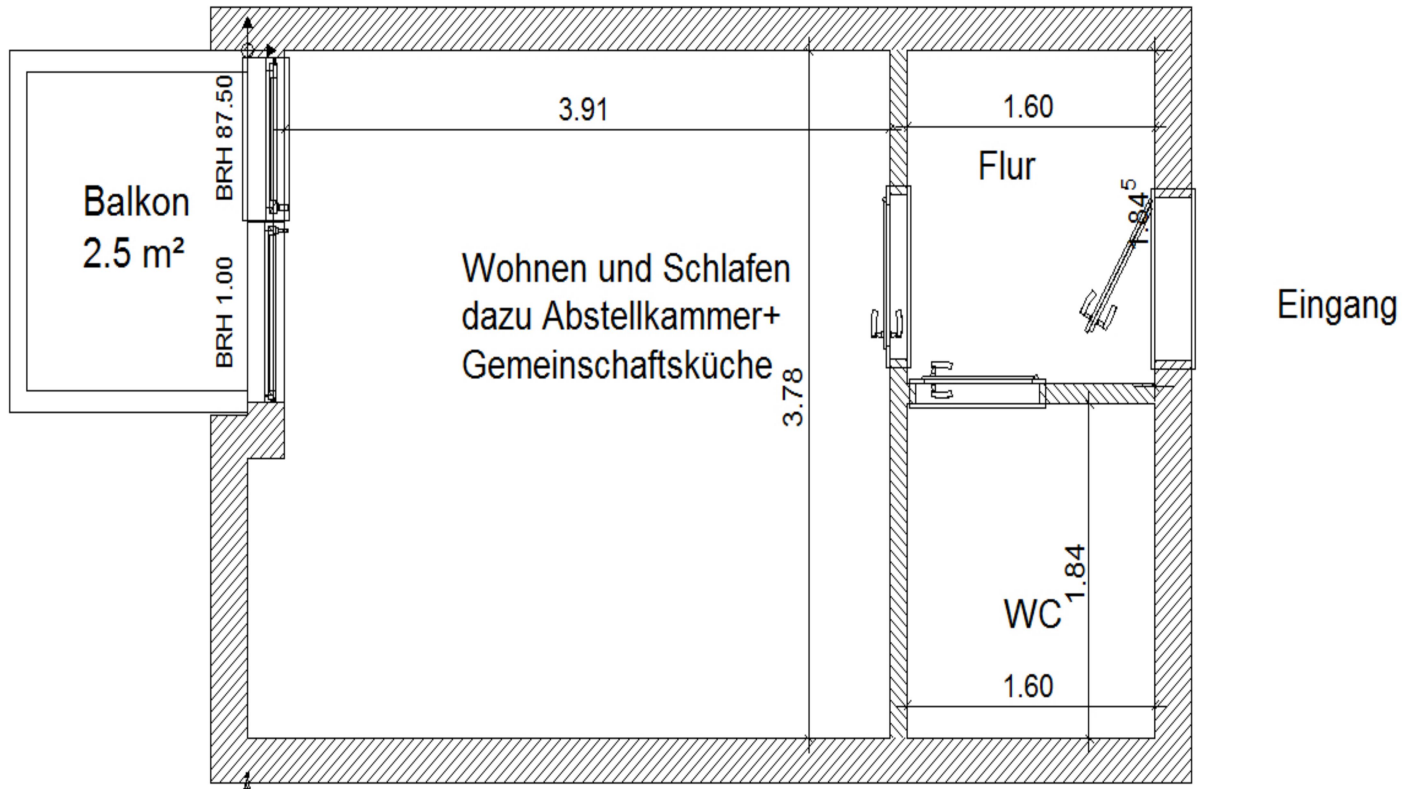 3.91
1.60
BRH 87.50
Flur
Balkon
2.5 m²
1.84⁵
Wohnen und Schlafen
dazu Abstellkammer+
Gemeinschaftsküche
BRH 1.00
Eingang
3.78
1.84
WC
1.60